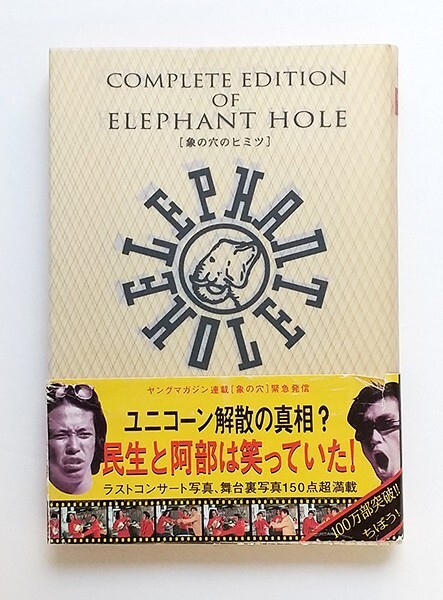 COMPLETE EDITION
OF
ELEPHANT HOLE
[象の穴のヒミツ]
ELEPHANT HOLE
ヤングマガジン連載[象の穴]緊急発信
ユニコーン解散の真相?
民生と阿部は笑っていた!
ラストコンサート写真、舞台裏写真150点超満載
100万部突破!!
ちぼう!